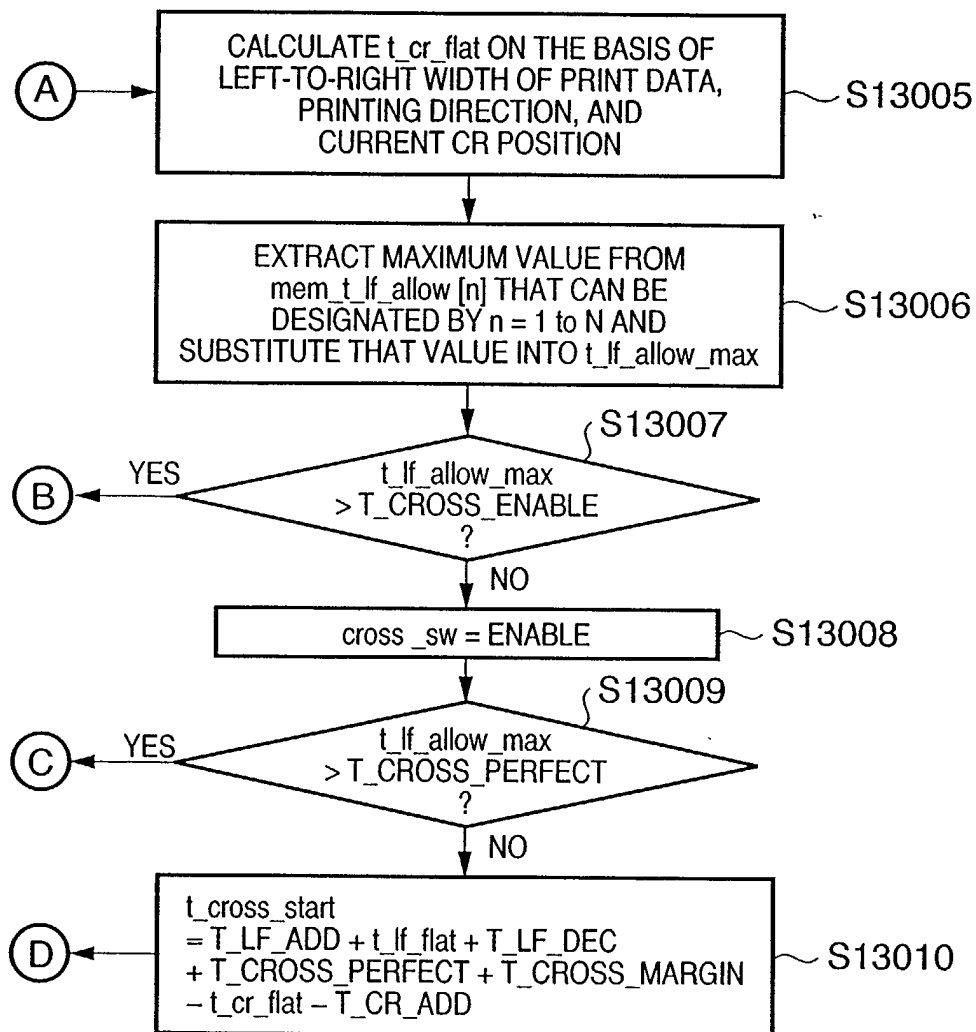 A
CALCULATE t_cr_flat ON THE BASIS OF
LEFT-TO-RIGHT WIDTH OF PRINT DATA,
PRINTING DIRECTION, AND
CURRENT CR POSITION
S13005
EXTRACT MAXIMUM VALUE FROM
mem_t_lf_allow [n] THAT CAN BE
DESIGNATED BY n = 1 to N AND
SUBSTITUTE THAT VALUE INTO t_lf_allow_max
S13006
S13007
B
YES
t_lf_allow_max
> T_CROSS_ENABLE
?
NO
cross _sw = ENABLE
S13008
S13009
C
YES
t_lf_allow_max
> T_CROSS_PERFECT
?
NO
D
t_cross_start
= T_LF_ADD + t_lf_flat + T_LF_DEC
+ T_CROSS_PERFECT + T_CROSS_MARGIN
– t_cr_flat – T_CR_ADD
S13010